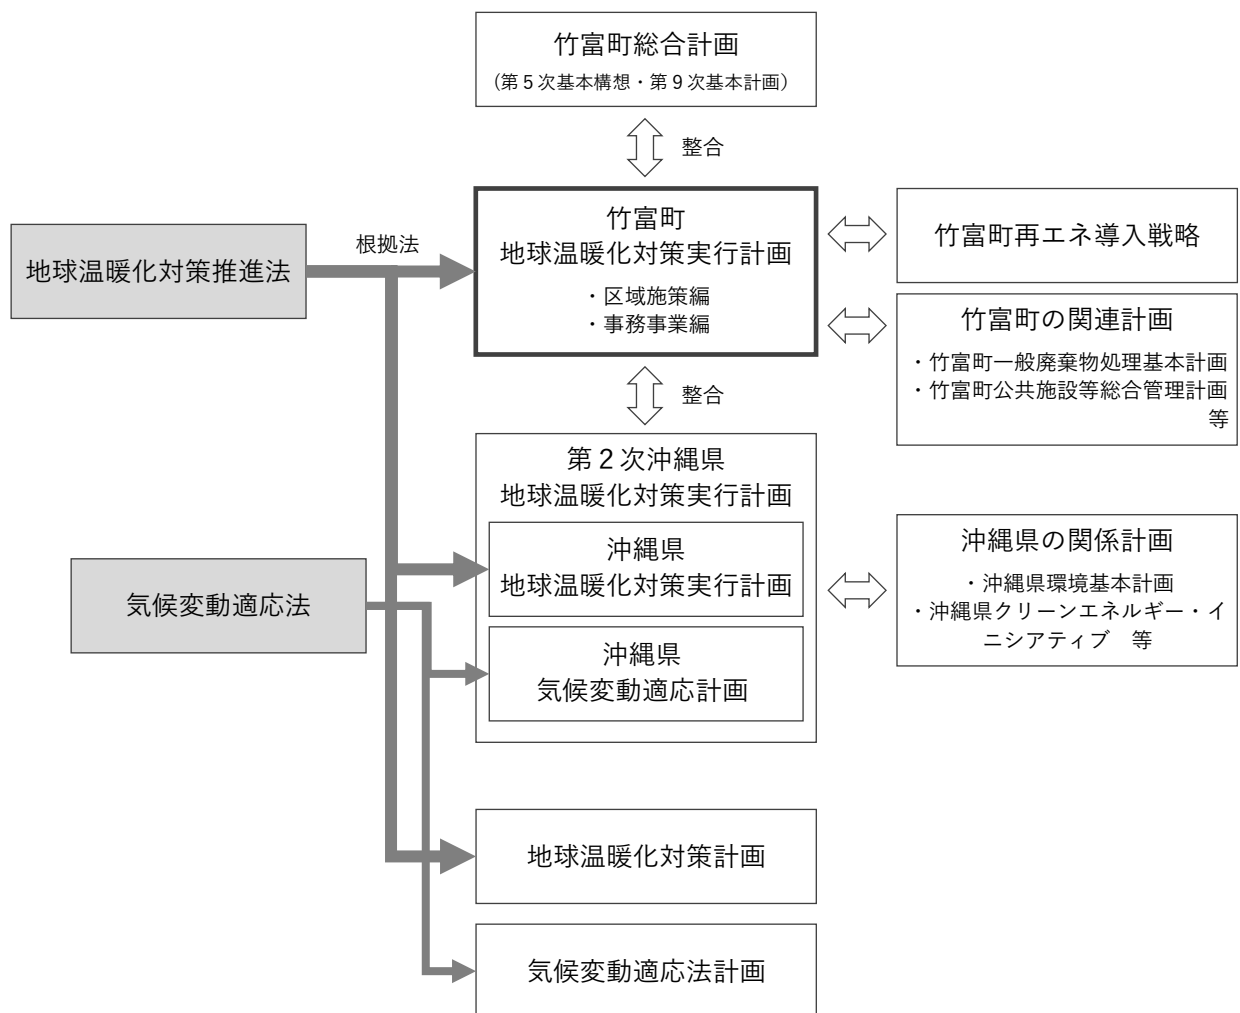 竹富町総合計画
(第5次基本構想・第9次基本計画)
整合
竹富町
地球温暖化対策実行計画
・区域施策編
・事務事業編
根拠法
地球温暖化対策推進法
竹富町再エネ導入戦略
竹富町の関連計画
・竹富町一般廃棄物処理基本計画
・竹富町公共施設等総合管理計画
等
整合
第2次沖縄県
地球温暖化対策実行計画
沖縄県
地球温暖化対策実行計画
沖縄県
気候変動適応計画
気候変動適応法
沖縄県の関係計画
・沖縄県環境基本計画
・沖縄県クリーンエネルギー・イ
ニシアティブ　等
地球温暖化対策計画
気候変動適応法計画